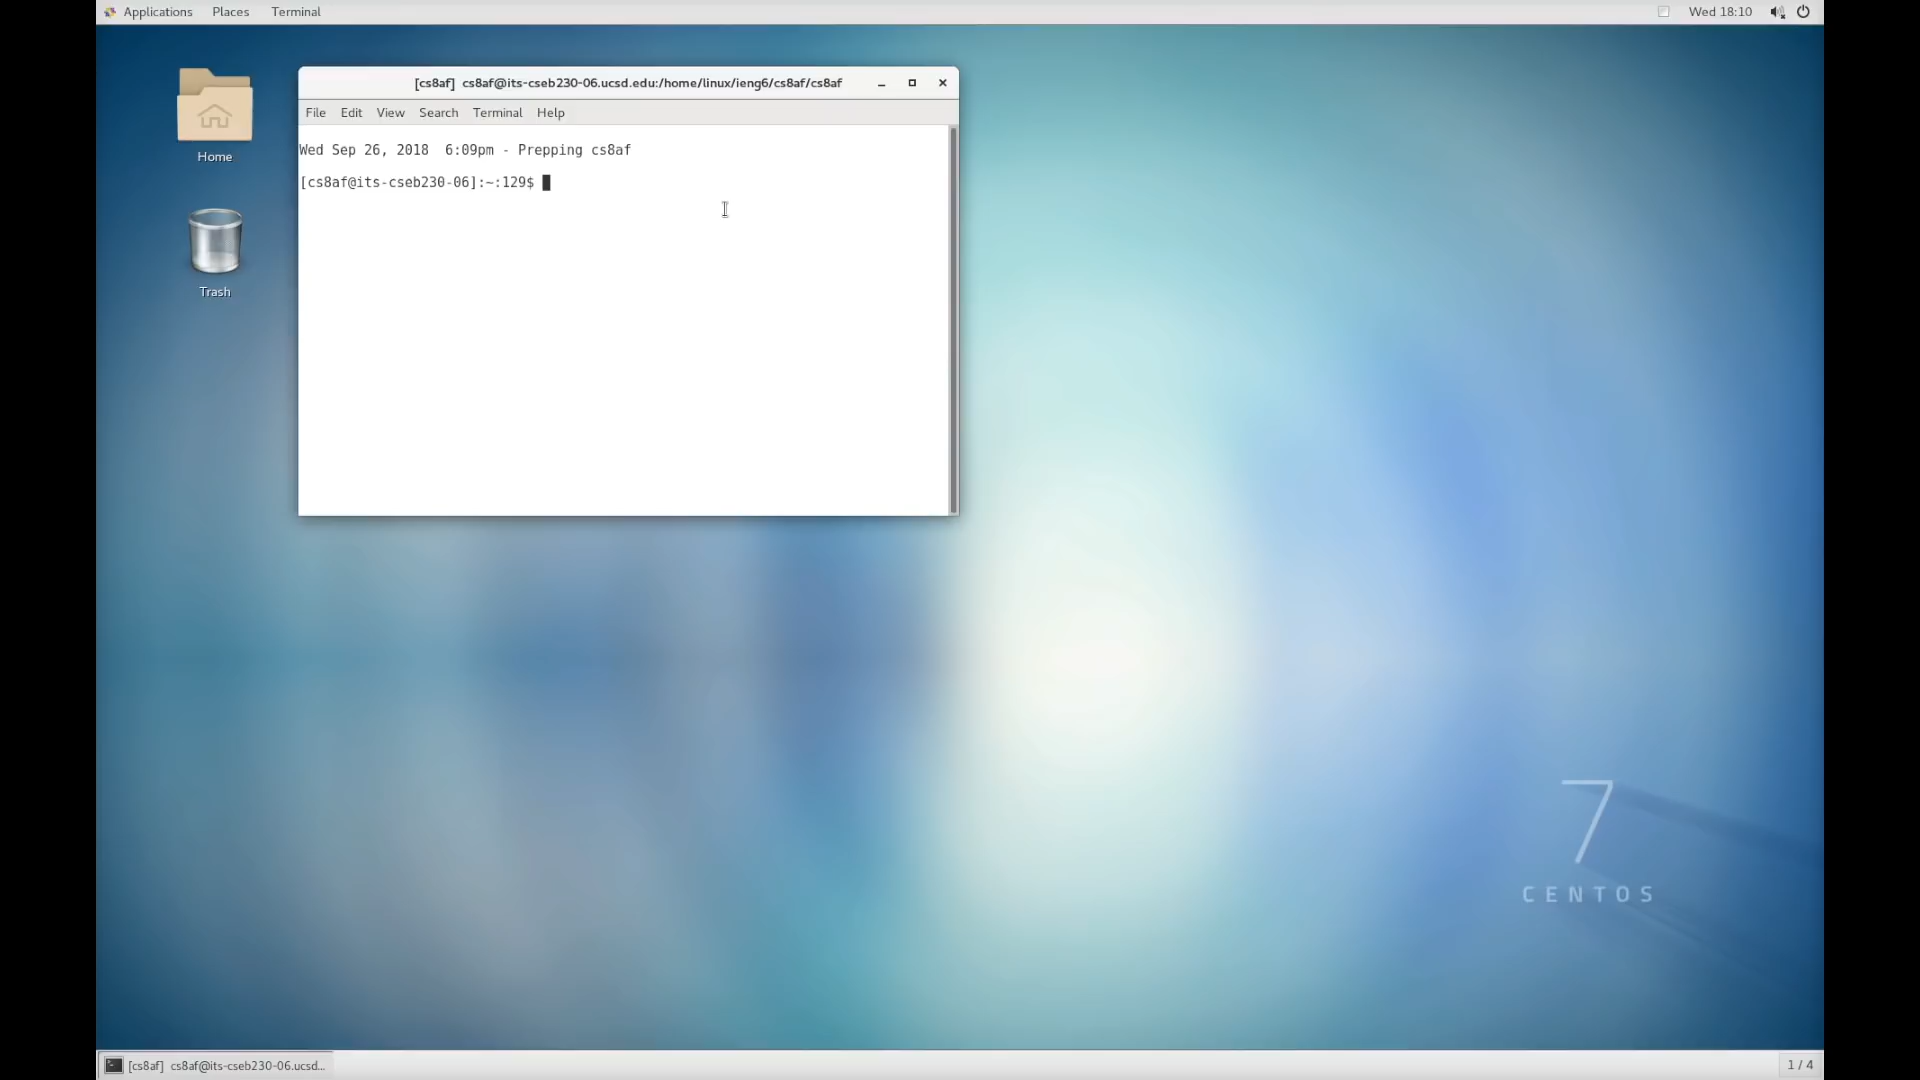 Applications Places Terminal Wed 18:10
Home
Trash
[cs8af] cs8af@its-cseb230-06.ucsd.edu:/home/linux/ieng6/cs8af/cs8af
File Edit View Search Terminal Help
Wed Sep 26, 2018 6:09pm - Prepping cs8af
[cs8af@its-cseb230-06]:~:129$
7
CENTOS
[cs8af] cs8af@its-cseb230-06.ucsd... 1 / 4